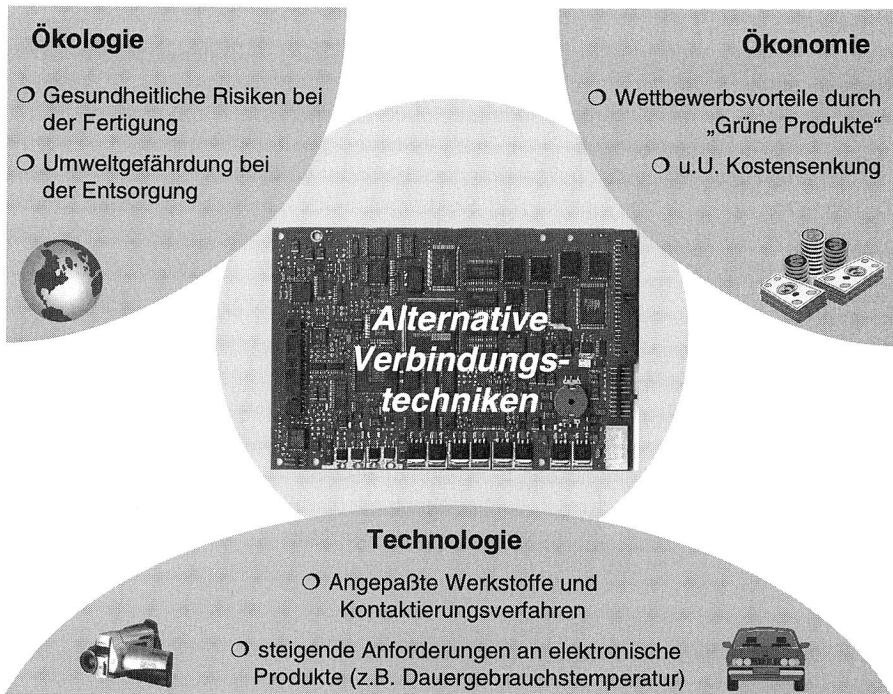 Ökologie
❍ Gesundheitliche Risiken bei
der Fertigung
❍ Umweltgefährdung bei
der Entsorgung
Ökonomie
❍ Wettbewerbsvorteile durch
„Grüne Produkte“
❍ u.U. Kostensenkung
Alternative
Verbindungs-
techniken
Technologie
❍ Angepaßte Werkstoffe und
Kontaktierungsverfahren
❍ steigende Anforderungen an elektronische
Produkte (z.B. Dauergebrauchstemperatur)